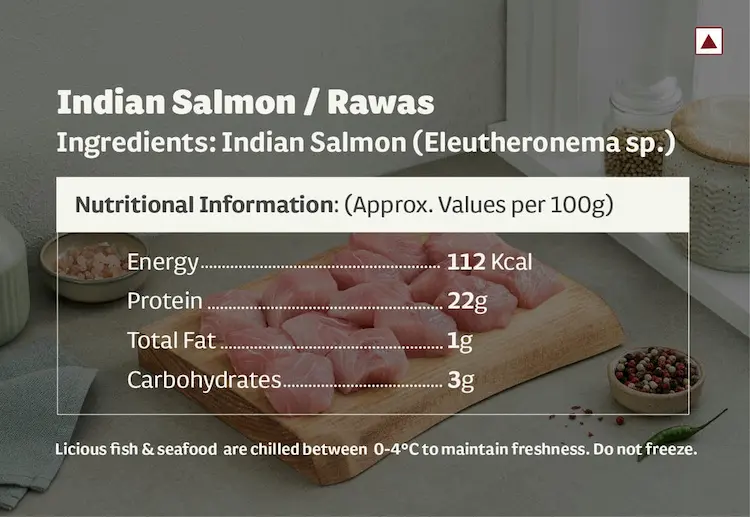 Indian Salmon / Rawas
Ingredients: Indian Salmon (Eleutheronema sp.)
Nutritional Information: (Approx. Values per 100g)
Energy........................................................ 112 Kcal
Protein ....................................................... 22g
Total Fat ..................................................... 1g
Carbohydrates...................................... 3g
Licious fish & seafood are chilled between 0-4°C to maintain freshness. Do not freeze.